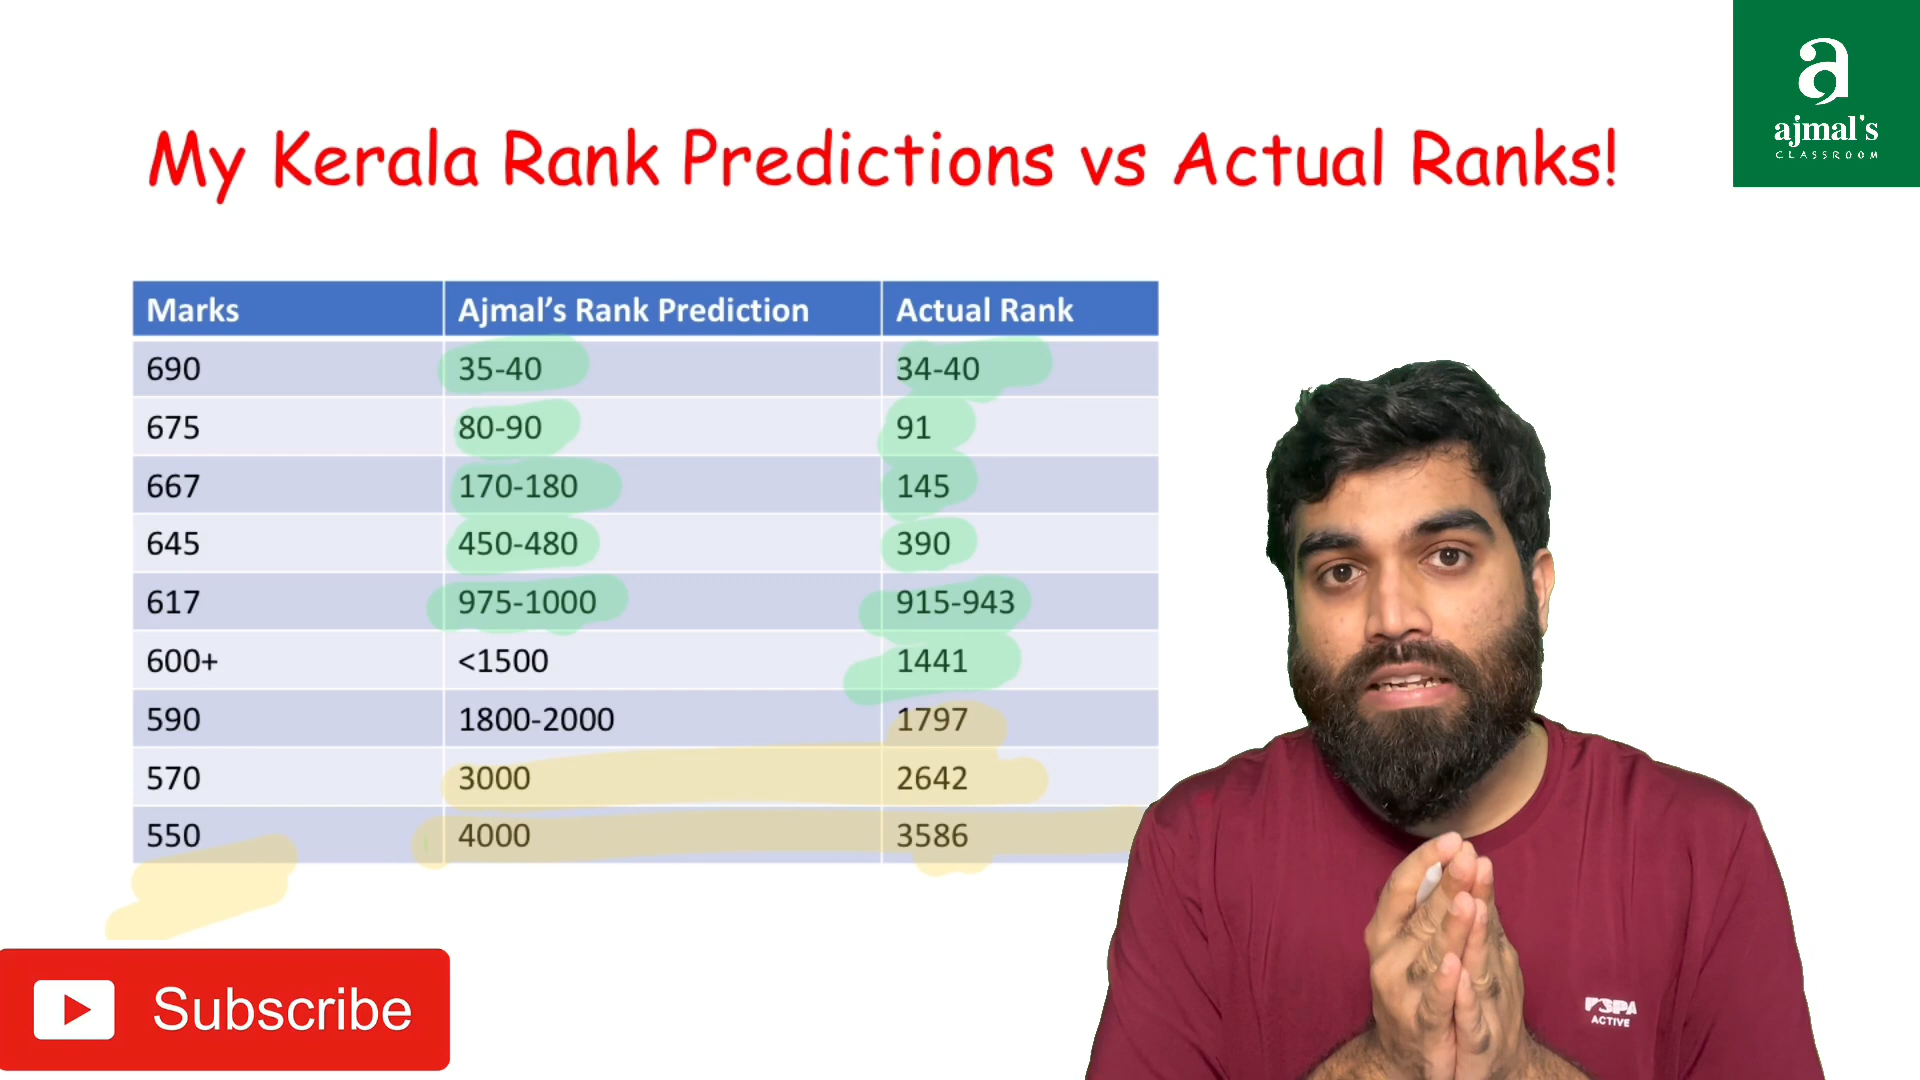 a
ajmal's
CLASSROOM
My Kerala Rank Predictions vs Actual Ranks!
Marks Ajmal’s Rank Prediction Actual Rank
690 35-40 34-40
675 80-90 91
667 170-180 145
645 450-480 390
617 975-1000 915-943
600+ <1500 1441
590 1800-2000 1797
570 3000 2642
550 4000 3586
Subscribe
ACTIVE